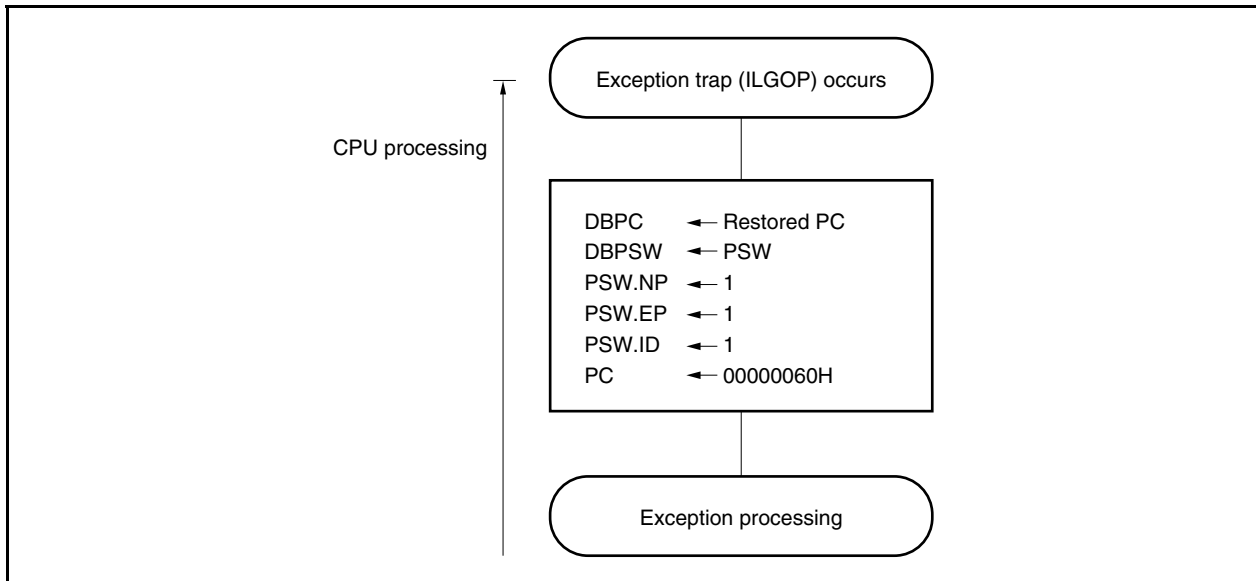 Exception trap (ILGOP) occurs
CPU processing
DBPC ← Restored PC
DBPSW ← PSW
PSW.NP ← 1
PSW.EP ← 1
PSW.ID ← 1
PC ← 00000060H
Exception processing